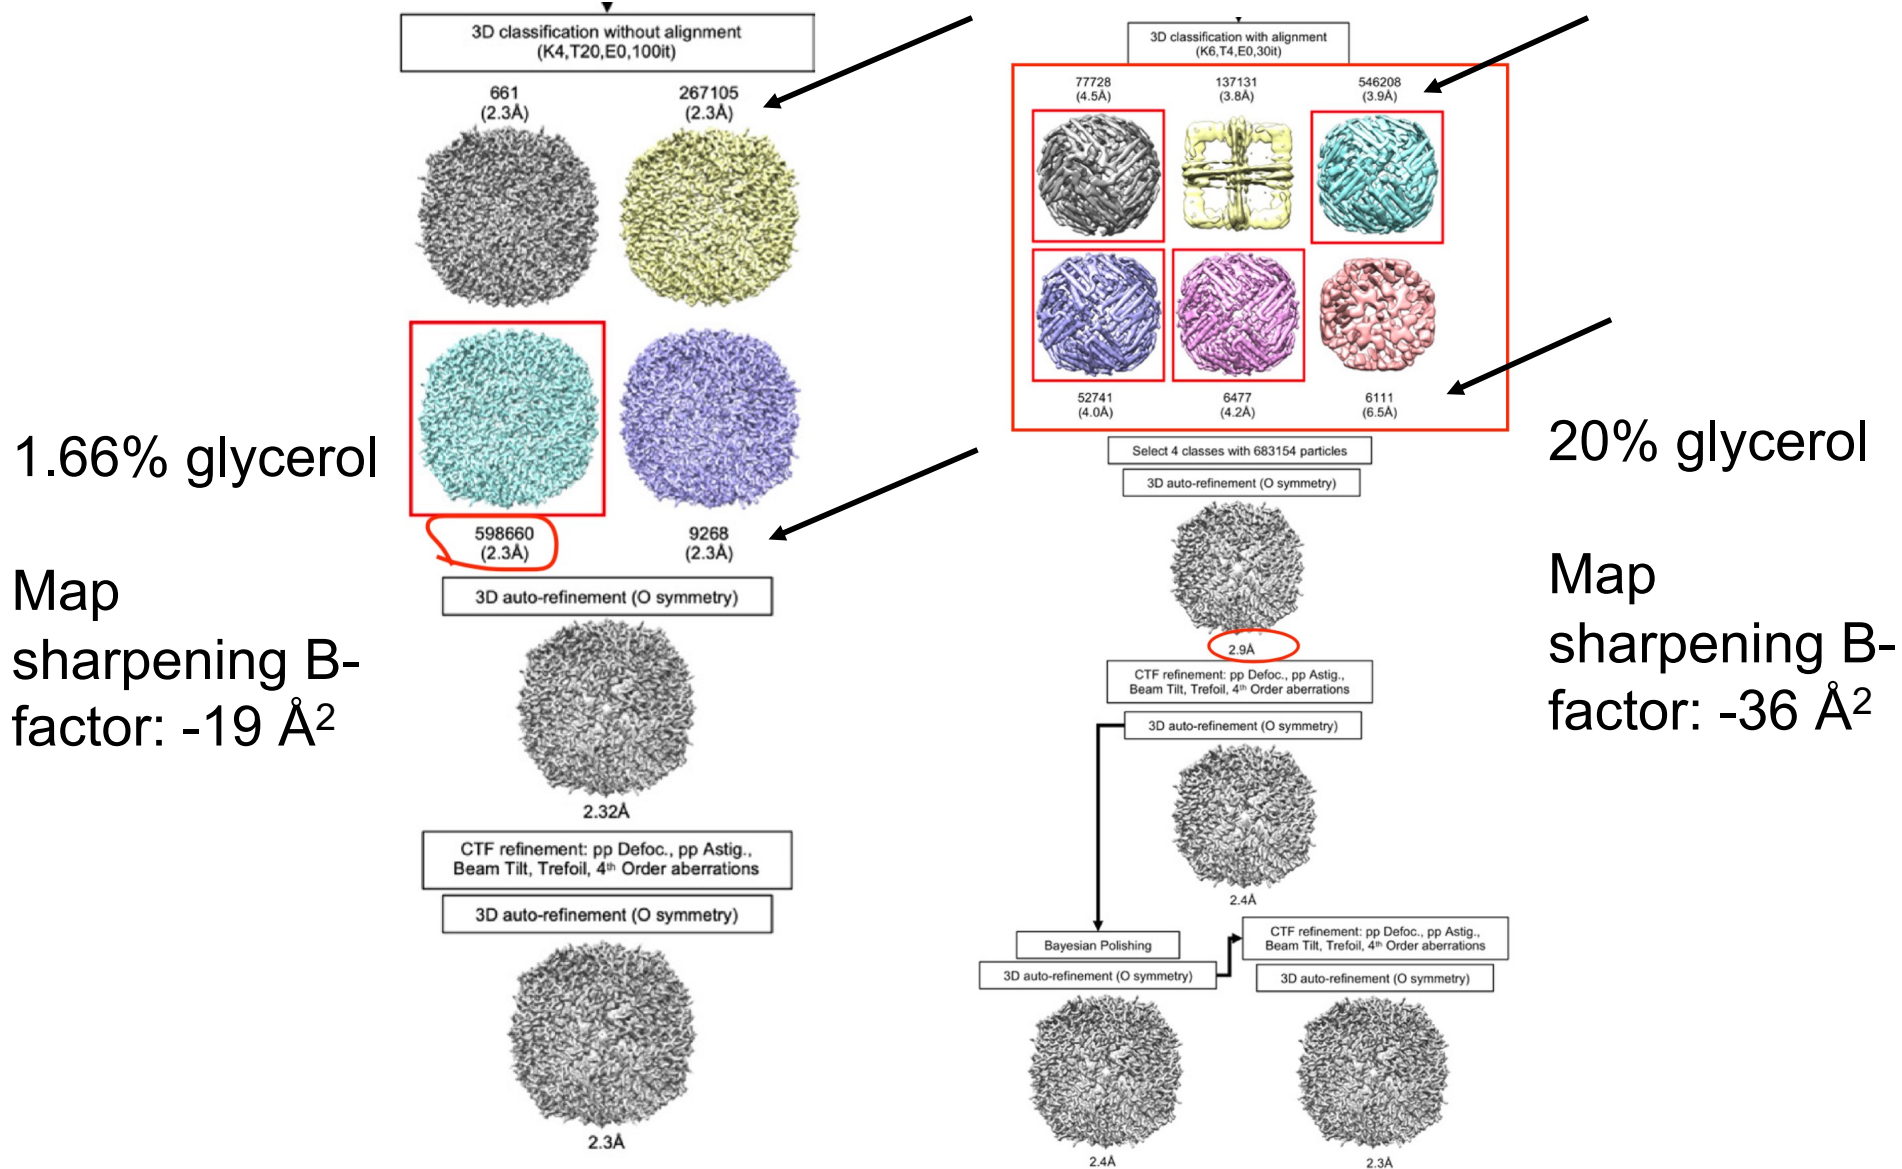 3D classification without alignment
(K4,T20,E0,100it)
661
(2.3Å)
267105
(2.3Å)
598660
(2.3Å)
9268
(2.3Å)
3D auto-refinement (O symmetry)
2.32Å
CTF refinement: pp Defoc., pp Astig.,
Beam Tilt, Trefoil, 4th Order aberrations
3D auto-refinement (O symmetry)
2.3Å
1.66% glycerol
Map
sharpening B-
factor: -19 Å²
3D classification with alignment
(K6,T4,E0,30it)
77728
(4.5Å)
137131
(3.8Å)
546208
(3.9Å)
52741
(4.0Å)
6477
(4.2Å)
6111
(6.5Å)
Select 4 classes with 683154 particles
3D auto-refinement (O symmetry)
2.9Å
CTF refinement: pp Defoc., pp Astig.,
Beam Tilt, Trefoil, 4th Order aberrations
3D auto-refinement (O symmetry)
2.4Å
Bayesian Polishing
3D auto-refinement (O symmetry)
2.4Å
CTF refinement: pp Defoc., pp Astig.,
Beam Tilt, Trefoil, 4th Order aberrations
3D auto-refinement (O symmetry)
2.3Å
20% glycerol
Map
sharpening B-
factor: -36 Å²